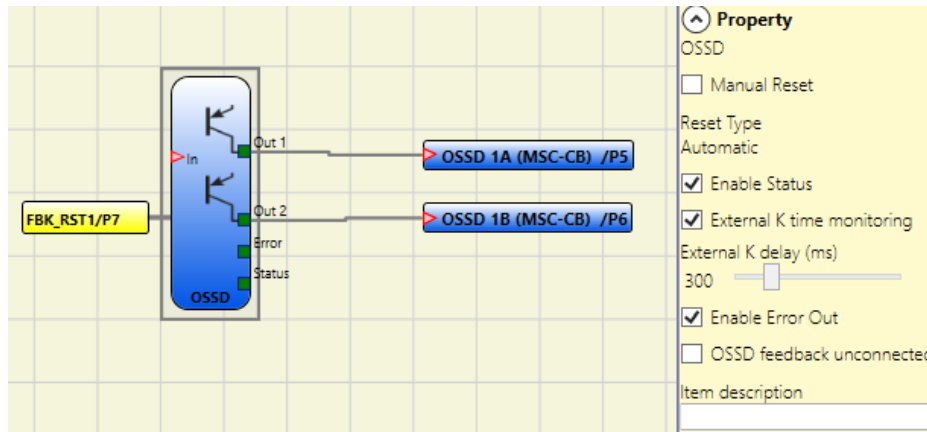 Property
OSSD
Manual Reset
Reset Type
Automatic
Enable Status
External K time monitoring
External K delay (ms)
300
Enable Error Out
OSSD feedback unconnected
Item description
In
Out 1
Out 2
Error
Status
OSSD
FBK_RST1/P7
OSSD 1A (MSC-CB) /P5
OSSD 1B (MSC-CB) /P6